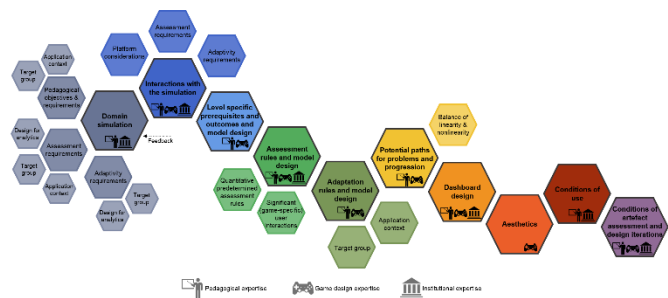 Assessment
requirements
Platform
considerations
Adaptivity
requirements
Application
context
Target
group
Pedagogical
objectives &
requirements
Interactions with
the simulation
Domain
simulation
Feedback
Level specific
prerequisites and
outcomes and
model design
Design for
analytics
Assessment
requirements
Target
group
Application
context
Adaptivity
requirements
Target
group
Design for
analytics
Assessment
rules and model
design
Quantitative
predetermined
assessment
rules
Significant
game-specific
user
interactions
Adaptation
rules and model
design
Target
group
Application
context
Potential paths
for problems and
progression
Balance of
linearity &
nonlinearity
Dashboard
design
Aesthetics
Conditions of
use
Conditions of
artefact
assessment and
design iterations
Pedagogical expertise
Game design expertise
Institutional expertise